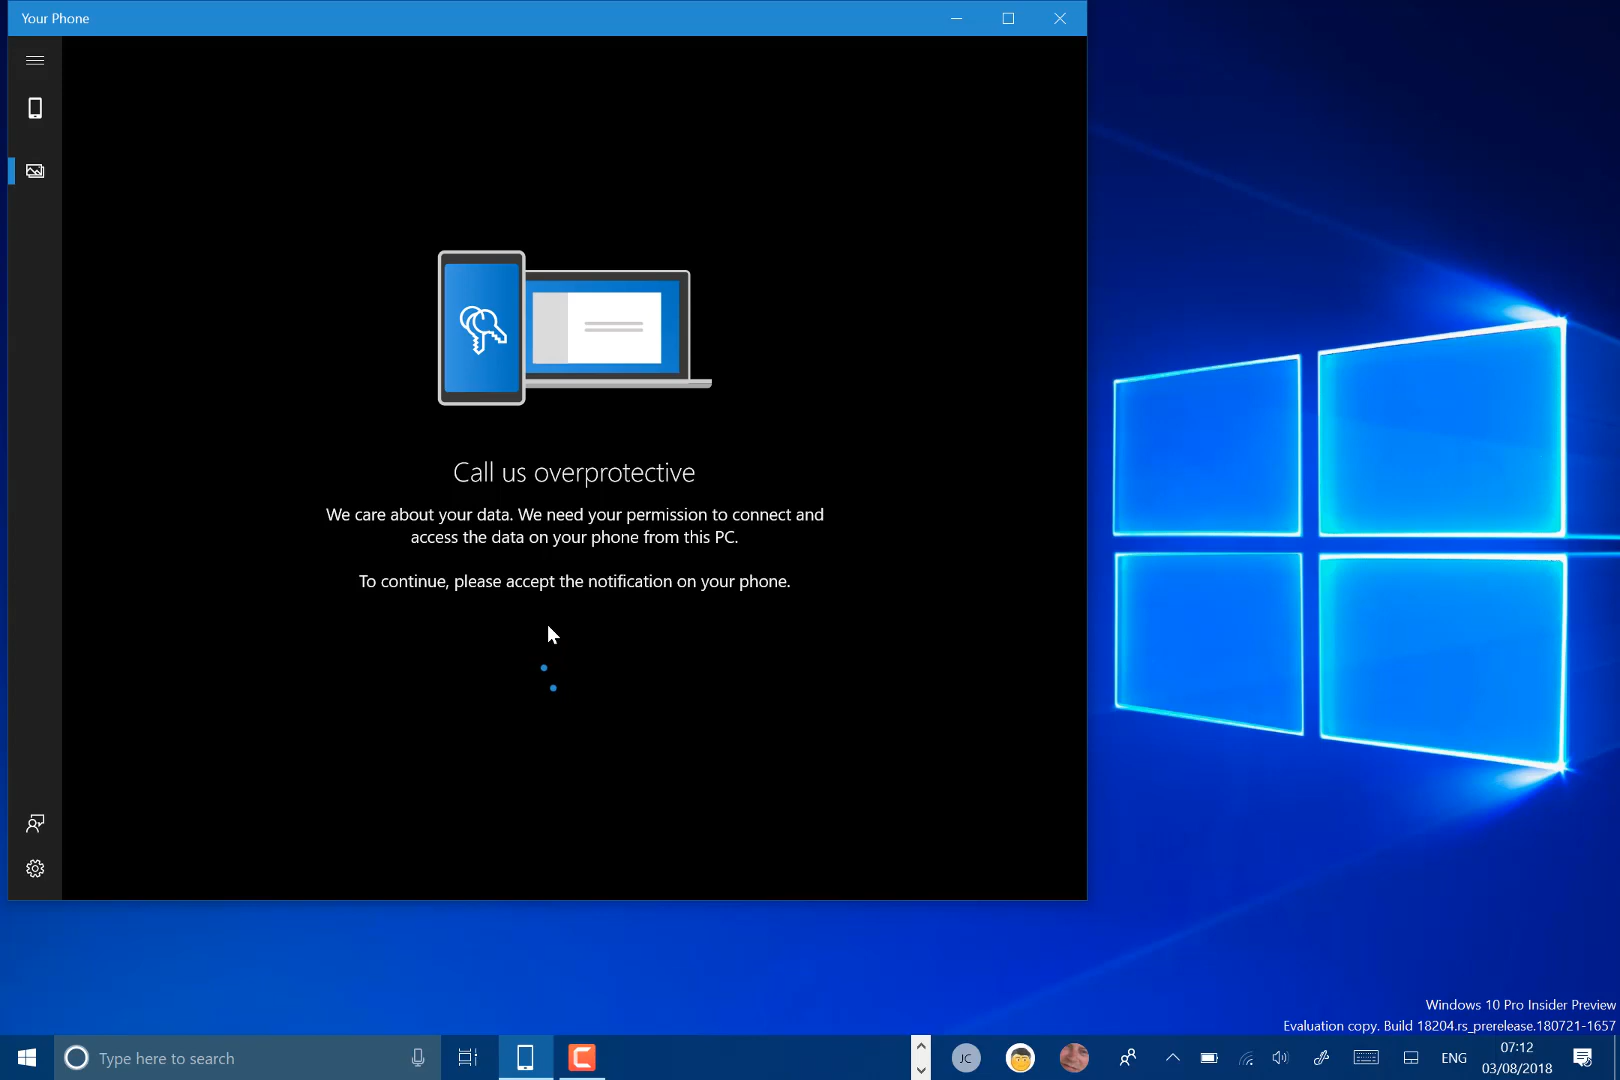 Your Phone
Call us overprotective
We care about your data. We need your permission to connect and
access the data on your phone from this PC.
To continue, please accept the notification on your phone.
Windows 10 Pro Insider Preview
Evaluation copy. Build 18204.rs_prerelease.180721-1657
Type here to search
C
JC
ENG
07:12
03/08/2018